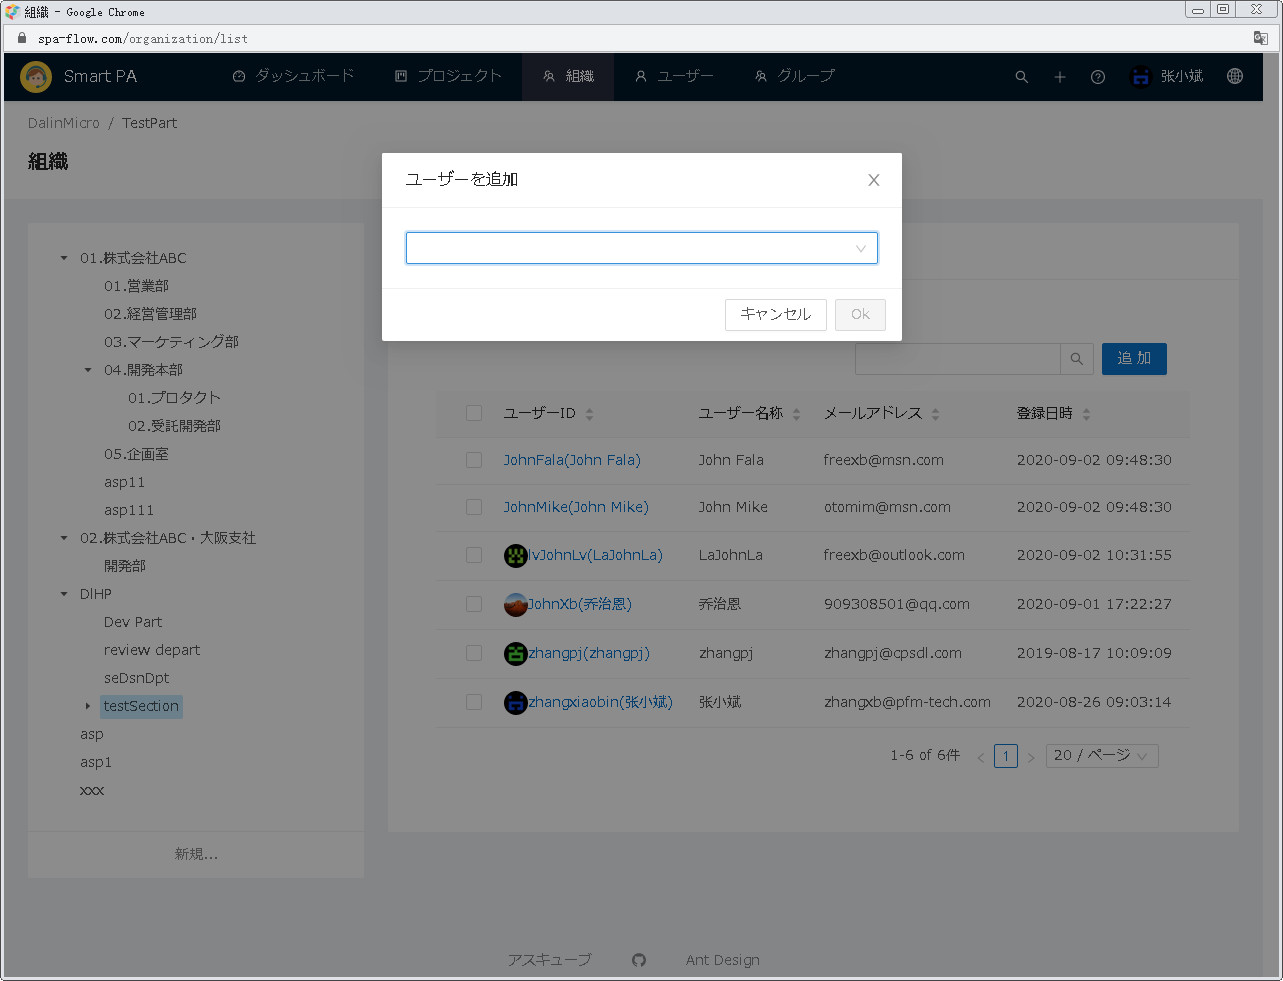 組織 - Google Chrome
spa-flow.com/organization/list
Smart PA ダッシュボード プロジェクト 組織 ユーザー グループ 张小斌
DalinMicro / TestPart
組織
ユーザーを追加
キャンセル Ok
01.株式会社ABC
01.営業部
02.経営管理部
03.マーケティング部
04.開発本部
01.プロタクト
02.受託開発部
05.企画室
asp11
asp111
02.株式会社ABC・大阪支社
開発部
DlHP
Dev Part
review depart
seDsnDpt
testSection
asp
asp1
xxx
新規...
追 加
ユーザーID ユーザー名称 メールアドレス 登録日時
JohnFala(John Fala) John Fala freexb@msn.com 2020-09-02 09:48:30
JohnMike(John Mike) John Mike otomim@msn.com 2020-09-02 09:48:30
lvJohnLv(LaJohnLa) LaJohnLa freexb@outlook.com 2020-09-02 10:31:55
JohnXb(乔治恩) 乔治恩 909308501@qq.com 2020-09-01 17:22:27
zhangpj(zhangpj) zhangpj zhangpj@cpsdl.com 2019-08-17 10:09:09
zhangxiaobin(张小斌) 张小斌 zhangxb@pfm-tech.com 2020-08-26 09:03:14
1-6 of 6件 1 20 / ページ
アスキューブ Ant Design